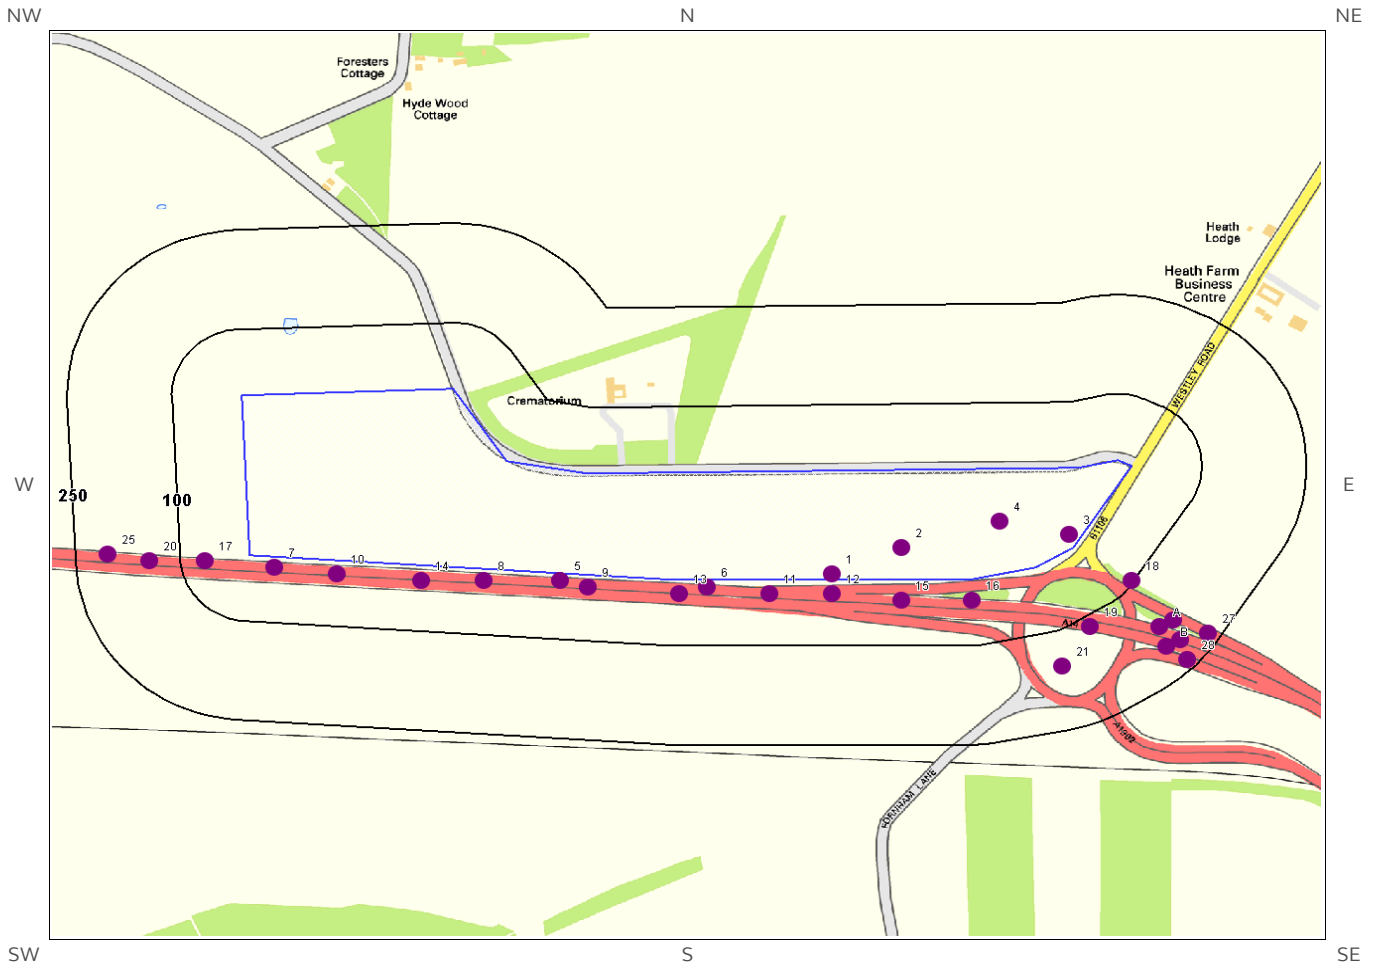 NW
N
NE
Foresters
Cottage
Hyde Wood
Cottage
Heath
Lodge
Heath Farm
Business
Centre
WESTLEY ROAD
Crematorium
W
E
250
100
4
3
B1106
2
25
20
17
7
10
14
8
5
9
13
6
11
1
12
15
16
18
19
A14
A
27
B
28
21
A1302
FORNHAM LANE
SW
S
SE